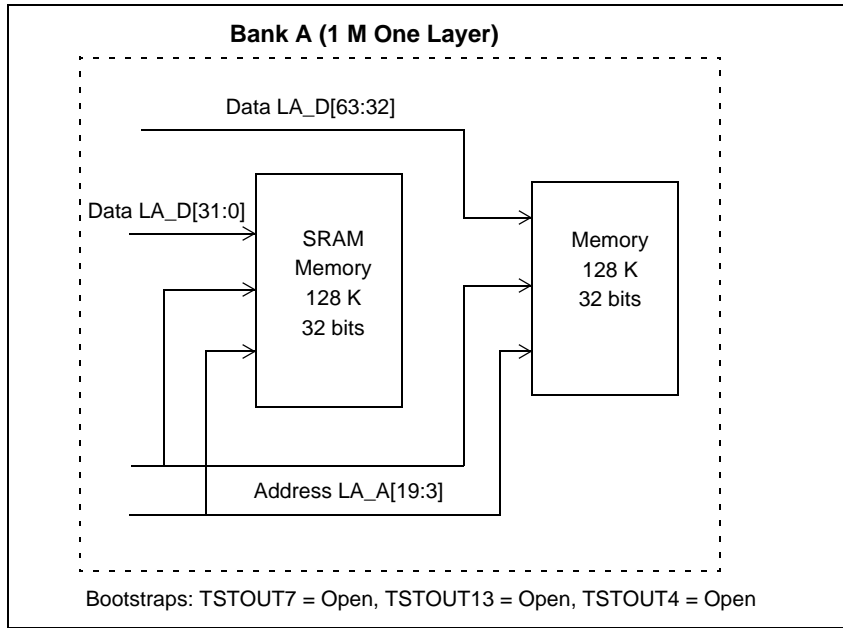 Bank A (1 M One Layer)
Data LA_D[63:32]
Data LA_D[31:0]
SRAM
Memory
128 K
32 bits
Memory
128 K
32 bits
Address LA_A[19:3]
Bootstraps: TSTOUT7 = Open, TSTOUT13 = Open, TSTOUT4 = Open